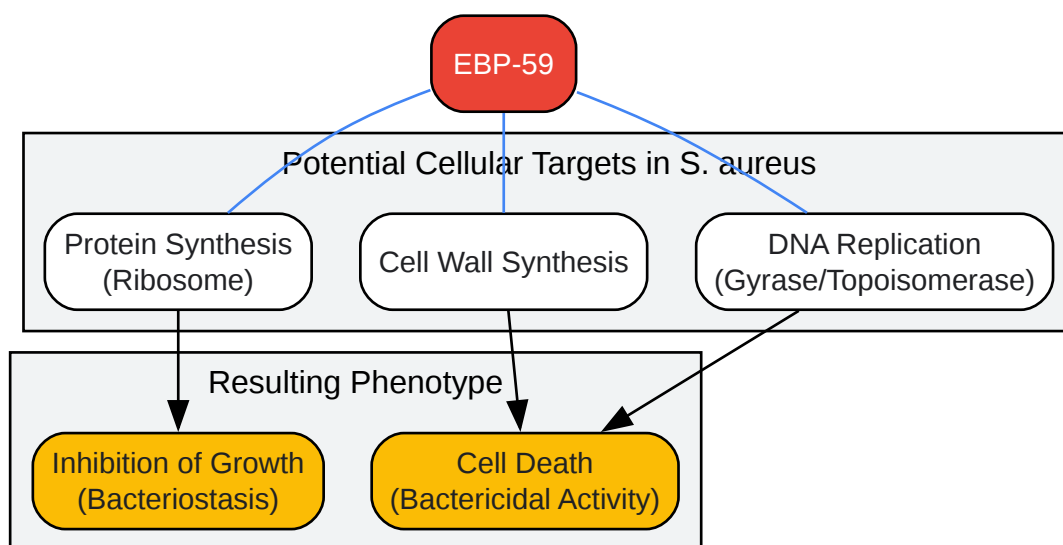 EBP-59
Potential Cellular Targets in S. aureus
Protein Synthesis
(Ribosome)
Cell Wall Synthesis
DNA Replication
(Gyrase/Topoisomerase)
Resulting Phenotype
Inhibition of Growth
(Bacteriostasis)
Cell Death
(Bactericidal Activity)